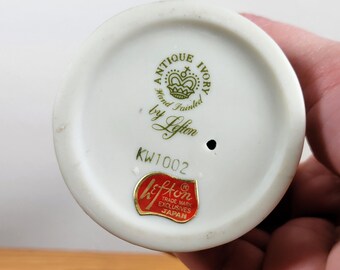 ANTIQUE IVORY
Hand Painted
by Lefton
KW1002
Lefton ®
TRADE MARK
EXCLUSIVES
JAPAN